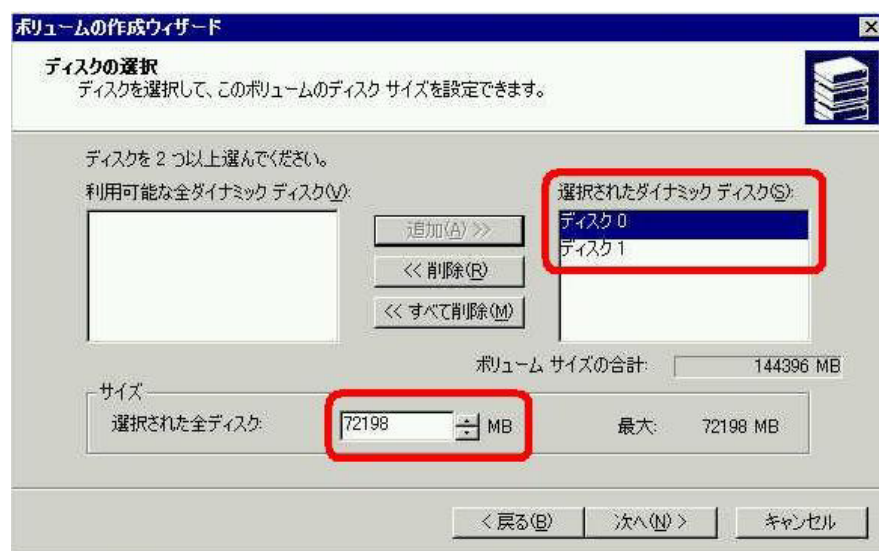 ボリュームの作成ウィザード
ディスクの選択
ディスクを選択して、このボリュームのディスク サイズを設定できます。
ディスクを 2 つ以上選んでください。
利用可能な全ダイナミック ディスク(V):
選択されたダイナミック ディスク(S):
ディスク 0
ディスク 1
追加(A) >>
<< 削除(R)
<< すべて削除(M)
ボリューム サイズの合計: 144396 MB
サイズ
選択された全ディスク: 72198 MB 最大: 72198 MB
< 戻る(B) 次へ(N) > キャンセル